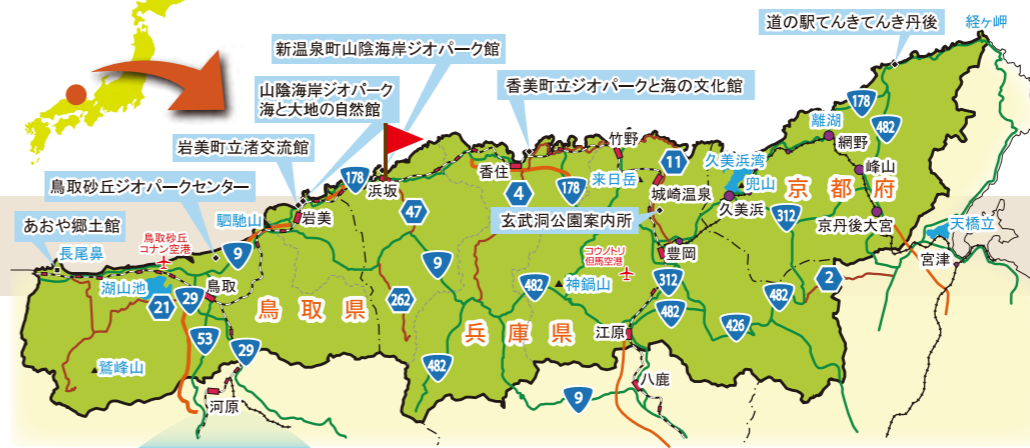 道の駅てんきてんき丹後
経ヶ岬
新温泉町山陰海岸ジオパーク館
山陰海岸ジオパーク
海と大地の自然館
香美町立ジオパークと海の文化館
岩美町立渚交流館
鳥取砂丘ジオパークセンター
あおや郷土館
長尾鼻
鳥取砂丘
コナン空港
駟馳山
岩美
178
浜坂
香住
竹野
11
来日岳
城崎温泉
久美浜湾
兜山
離湖
178
482
網野
峰山
47
4
178
玄武洞公園案内所
久美浜
京都府
312
京丹後大宮
天橋立
宮津
9
湖山池
21
29
鳥取
鳥取県
9
262
482
コウノトリ
但馬空港
神鍋山
豊岡
312
482
2
53
29
兵庫県
江原
482
426
鷲峰山
河原
482
9
八鹿